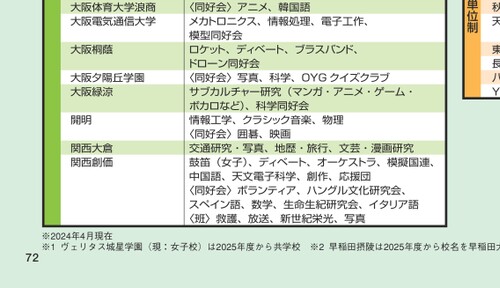 大阪体育大学浪商 〈同好会〉アニメ、韓国語
大阪電気通信大学 メカトロニクス、情報処理、電子工作、
模型同好会
大阪桐蔭 ロケット、ディベート、ブラスバンド、
ドローン同好会
大阪夕陽丘学園 〈同好会〉写真、科学、OYG クイズクラブ
大阪緑涼 サブカルチャー研究（マンガ・アニメ・ゲーム・
ボカロなど）、科学同好会
開明 情報工学、クラシック音楽、物理
〈同好会〉囲碁、映画
関西大倉 交通研究・写真、地歴・旅行、文芸・漫画研究
関西創価 鼓笛（女子）、ディベート、オーケストラ、模擬国連、
中国語、天文電子科学、創作、応援団
〈同好会〉ボランティア、ハングル文化研究会、
スペイン語、数学、生命生紀研究会、イタリア語
〈班〉救護、放送、新世紀栄光、写真
単位制
※2024年4月現在
※1 ヴェリタス城星学園（現：女子校）は2025年度から共学校 ※2 早稲田摂陵は2025年度から校名を早稲田
72